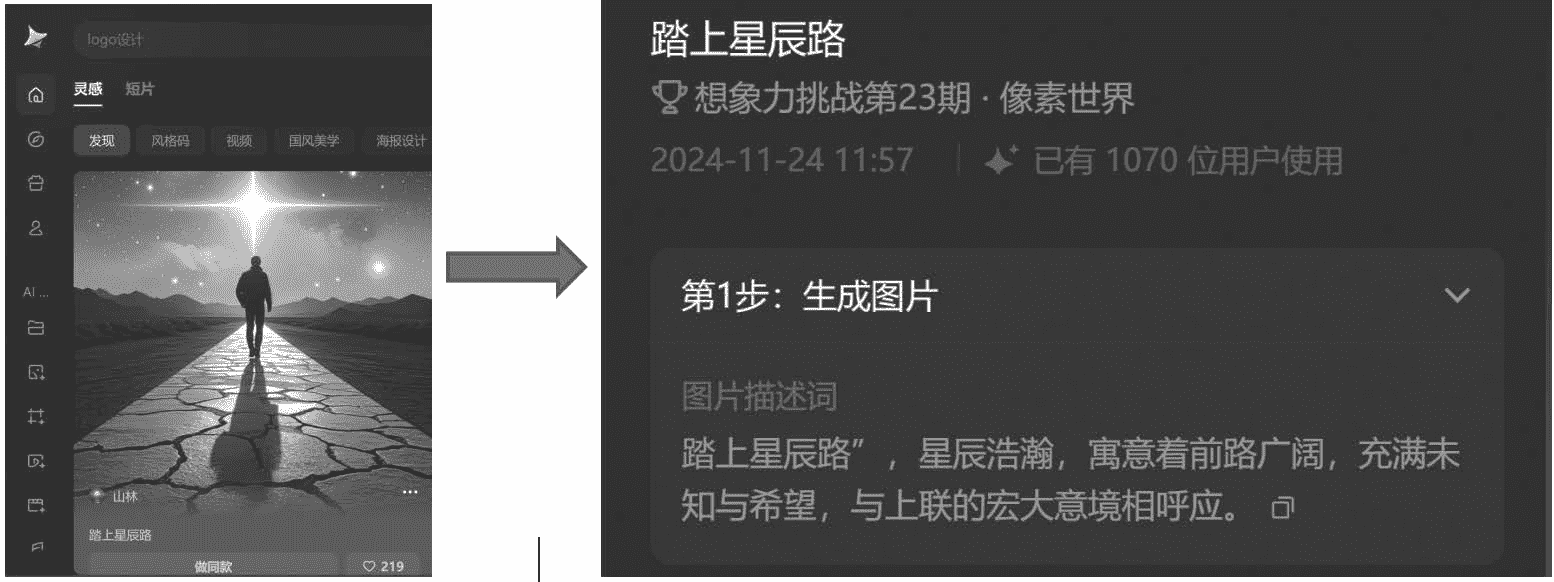 logo设计
灵感 短片
发现 风格码 视频 国风美学 海报设计
AI ...
山林
踏上星辰路
做同款 219
踏上星辰路
想象力挑战第23期 · 像素世界
2024-11-24 11:57 已有 1070 位用户使用
第1步：生成图片
图片描述词
踏上星辰路”，星辰浩瀚，寓意着前路广阔，充满未
知与希望，与上联的宏大意境相呼应。